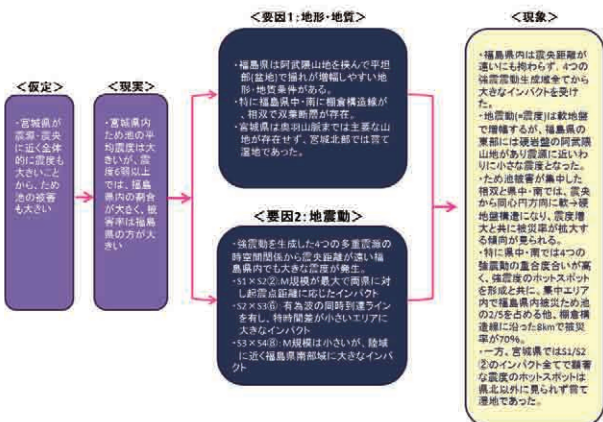 ＜要因1：地形・地質＞
・福島県は阿武隈山地を挟んで平坦
部(盆地)で揺れが増幅しやすい地
形・地質条件がある。
・特に福島県中・南に棚倉構造線が、
相双で双葉断層が存在。
・宮城県は奥羽山脈までは主要な山
地が存在せず、宮城北部では昔て
湿地であった。
＜仮定＞
・宮城県が
震源・震央
に近く全体
的に震度も
大きいこと
から、ため
池の被害
も大きい
＜現実＞
・宮城県内
ため池の平
均震度は大
きいが、震
度6弱以上
では、福島
県内の割合
が大きく、被
害率は福島
県の方が大
きい
＜要因2：地震動＞
・強震動を生成した4つの多重震源の
時空間関係から震央距離が遠い福島
県内でも大きな震度が発生。
・S1×S2②：M規模が最大で両県に対
し起震点距離に応じたインパクト
・S2×S3⑥：有為波の同時到達ライン
を有し、特時間差が小さいエリアに
大きなインパクト
・S3×S4⑧：M規模は小さいが、陸域
に近く福島県南部域に大きなインパ
クト
＜現象＞
・福島県内は震央距離が
遠いにも拘わらず、4つの
強震動生成域全てから
大きなインパクトを受け
た。
・地震動(=震度)は軟地盤
で増幅するが、福島県の
東部には硬岩盤の阿武隈
山地があり震源に近いわ
りに小さな震度となった。
・ため池被害が集中した
相双と県中・南では、震央
から同心円方向に軟→硬
地盤構造になり、震度増
大と共に被災率が拡大す
る傾向が見られる。
・特に県中・南では4つの
強震動の重合度合いが高
く、強震度のホットスポット
を形成と共に、集中エリア
内で福島県内被災ため池
の2/5を占める他、棚倉構
造線に沿った8kmで被災
率が70%。
・一方、宮城県ではS1/S2
②のインパクト全てで顕著
な震度のホットスポットは
県北以外に見られず昔て
湿地であった。